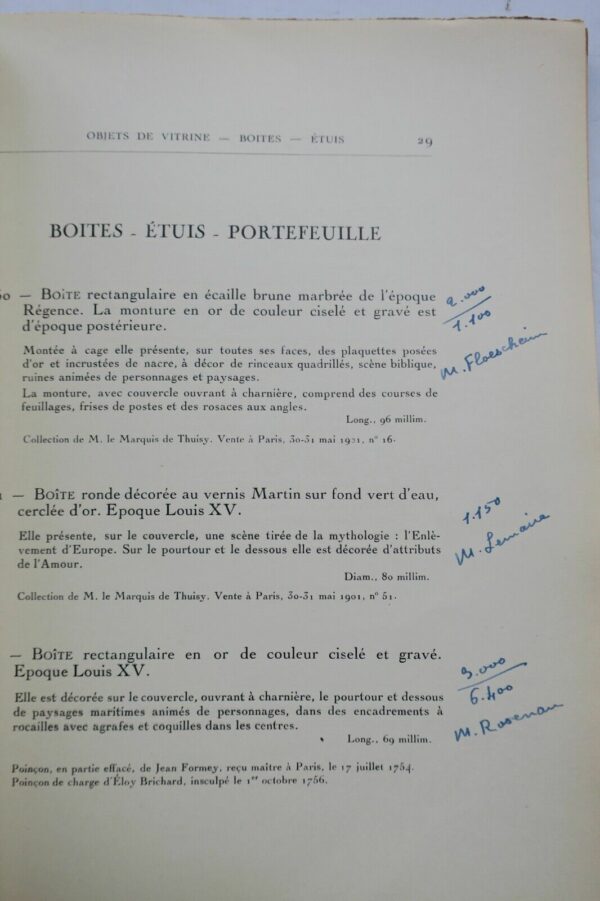 OBJETS DE VITRINE — BOITES — ÉTUIS 29
BOITES - ÉTUIS - PORTEFEUILLE
60 — BOÎTE rectangulaire en écaille brune marbrée de l'époque
Régence. La monture en or de couleur ciselé et gravé est
d'époque postérieure.
2.000
1.100
M. Floesheim
Montée à cage elle présente, sur toutes ses faces, des plaquettes posées
d'or et incrustées de nacre, à décor de rinceaux quadrillés, scène biblique,
ruines animées de personnages et paysages.
La monture, avec couvercle ouvrant à charnière, comprend des courses de
feuillages, frises de postes et des rosaces aux angles.
Long., 96 millim.
Collection de M. le Marquis de Thuisy. Vente à Paris, 30-31 mai 1921, n° 16.
1 — BOÎTE ronde décorée au vernis Martin sur fond vert d'eau,
cerclée d'or. Epoque Louis XV.
1.150
M. Lemaire
Elle présente, sur le couvercle, une scène tirée de la mythologie : l'Enlè-
vement d'Europe. Sur le pourtour et le dessous elle est décorée d'attributs
de l'Amour.
Diam., 80 millim.
Collection de M. le Marquis de Thuisy. Vente à Paris, 30-31 mai 1901, n° 51.
— BOÎTE rectangulaire en or de couleur ciselé et gravé.
Epoque Louis XV.
3.000
6.400
M. Rosenau
Elle est décorée sur le couvercle, ouvrant à charnière, le pourtour et dessous
de paysages maritimes animés de personnages, dans des encadrements à
rocailles avec agrafes et coquilles dans les centres.
Long., 69 millim.
Poinçon, en partie effacé, de Jean Formey, reçu maître à Paris, le 17 juillet 1754.
Poinçon de charge d'Éloy Brichard, insculpé le 1er octobre 1756.